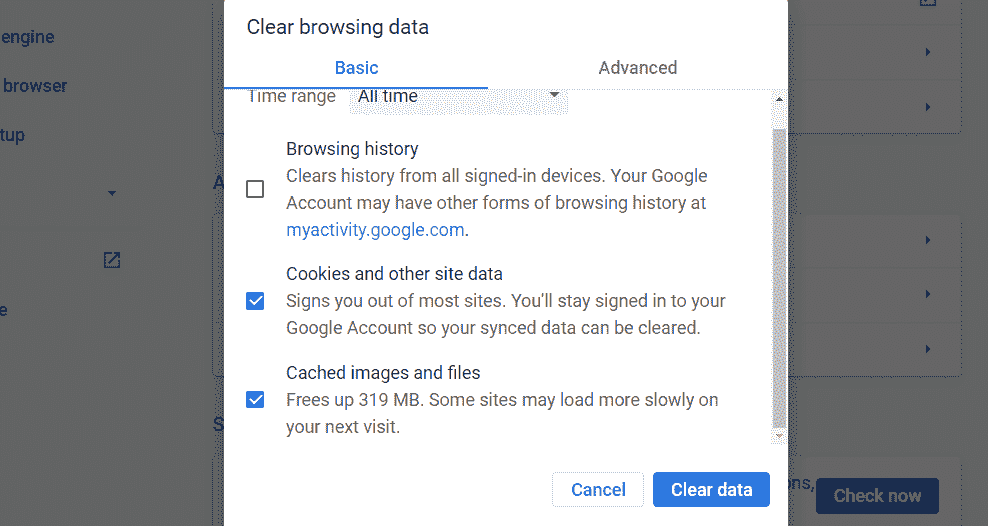 Clear browsing data
engine
Basic
Advanced
browser
Time range
All time
tup
Browsing history
Clears history from all signed-in devices. Your Google
Account may have other forms of browsing history at
myactivity.google.com.
Cookies and other site data
Signs you out of most sites. You'll stay signed in to your
Google Account so your synced data can be cleared.
Cached images and files
Frees up 319 MB. Some sites may load more slowly on
your next visit.
Cancel
Clear data
Check now